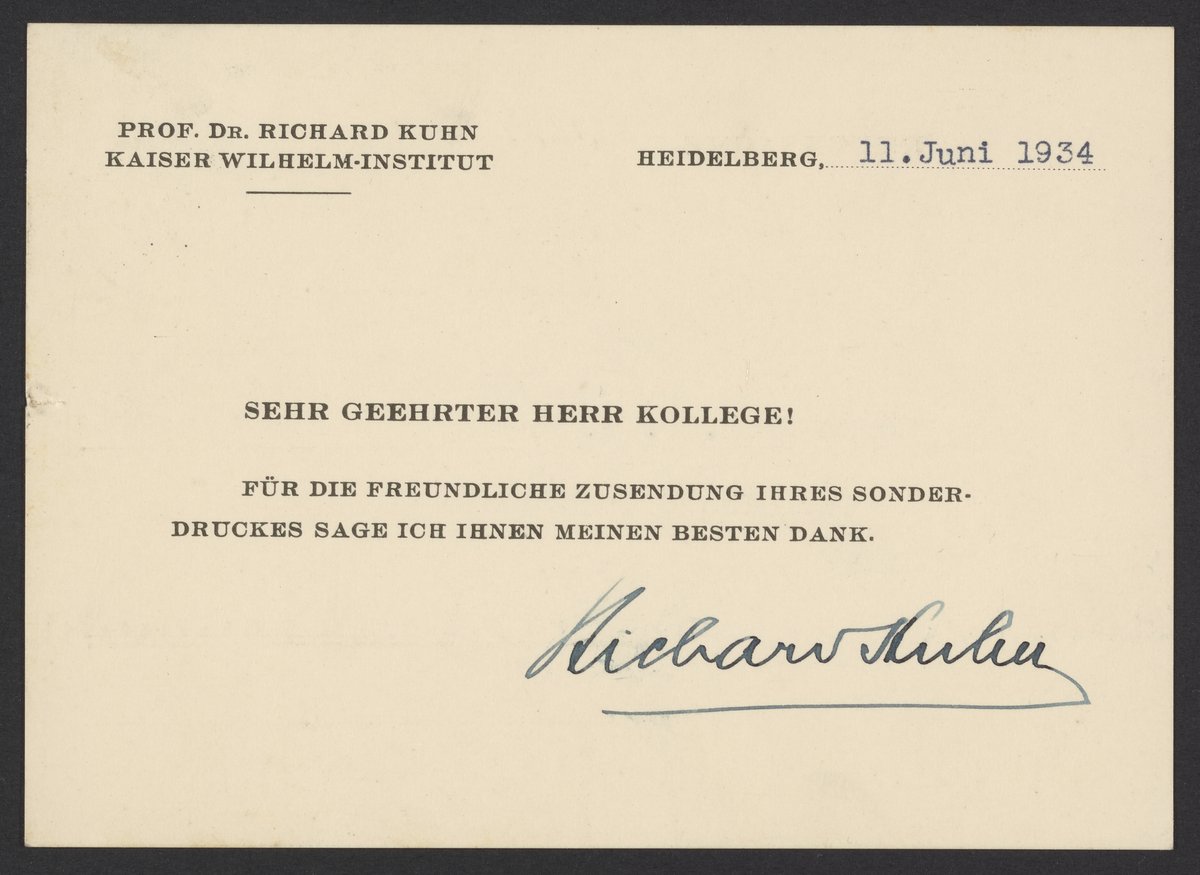 PROF. DR. RICHARD KUHN
KAISER WILHELM-INSTITUT
HEIDELBERG, 11. Juni 1934
SEHR GEEHRTER HERR KOLLEGE!
FÜR DIE FREUNDLICHE ZUSENDUNG IHRES SONDER-
DRUCKES SAGE ICH IHNEN MEINEN BESTEN DANK.
Richard Kuhn